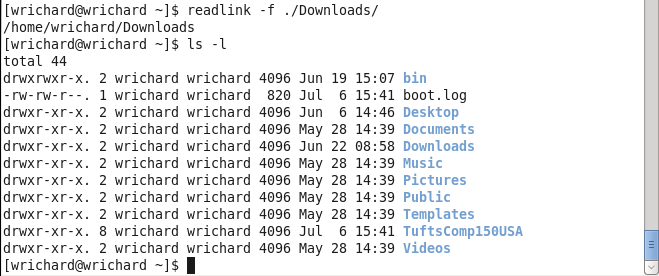 [wrichard@wrichard ~]$ readlink -f ./Downloads/
/home/wrichard/Downloads
[wrichard@wrichard ~]$ ls -l
total 44
drwxrwxr-x. 2 wrichard wrichard 4096 Jun 19 15:07 bin
-rw-rw-r--. 1 wrichard wrichard  820 Jul  6 15:41 boot.log
drwxr-xr-x. 2 wrichard wrichard 4096 Jun  6 14:46 Desktop
drwxr-xr-x. 2 wrichard wrichard 4096 May 28 14:39 Documents
drwxr-xr-x. 2 wrichard wrichard 4096 Jun 22 08:58 Downloads
drwxr-xr-x. 2 wrichard wrichard 4096 May 28 14:39 Music
drwxr-xr-x. 2 wrichard wrichard 4096 May 28 14:39 Pictures
drwxr-xr-x. 2 wrichard wrichard 4096 May 28 14:39 Public
drwxr-xr-x. 2 wrichard wrichard 4096 May 28 14:39 Templates
drwxr-xr-x. 8 wrichard wrichard 4096 Jul  6 15:41 TuftsComp150USA
drwxr-xr-x. 2 wrichard wrichard 4096 May 28 14:39 Videos
[wrichard@wrichard ~]$